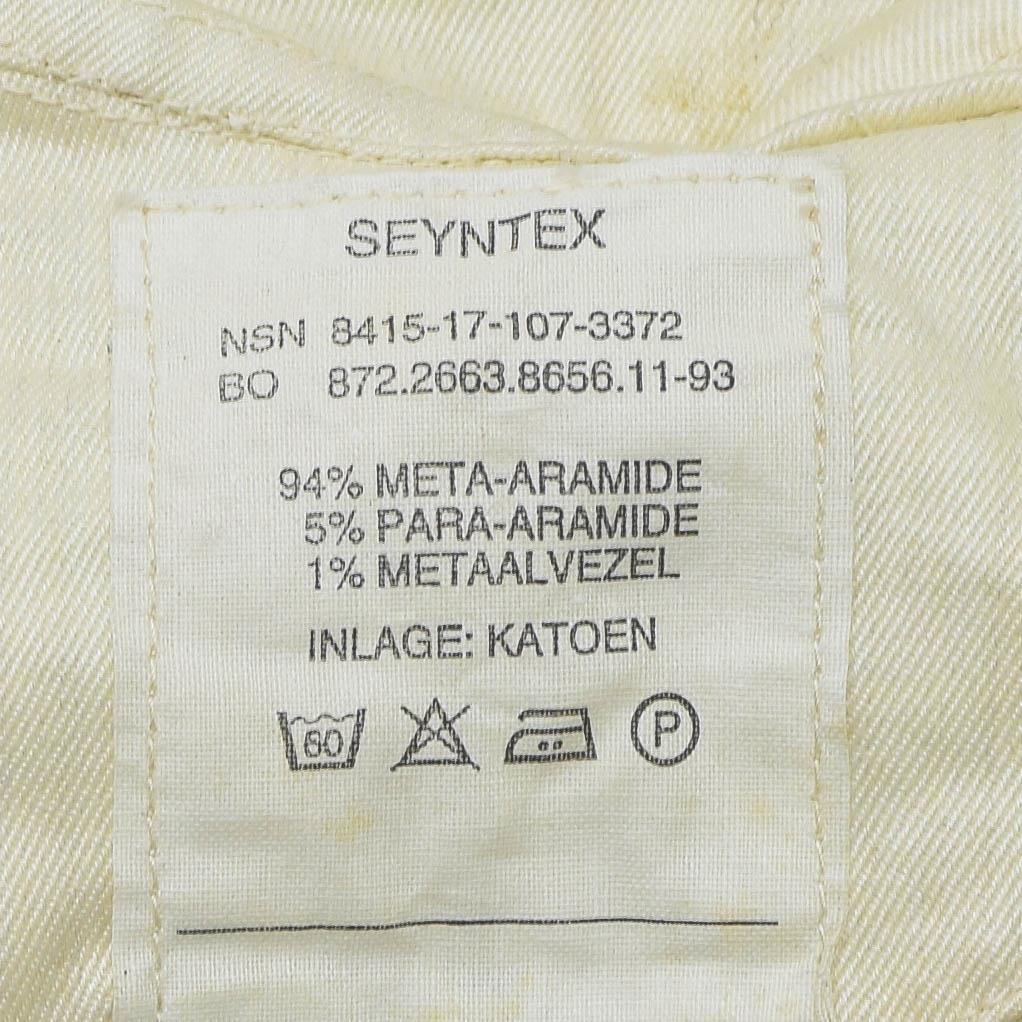 SEYNTEX
NSN 8415-17-107-3372
BO 872.2663.8656.11-93
94% META-ARAMIDE
5% PARA-ARAMIDE
1% METAALVEZEL
INLAGE: KATOEN
60 P